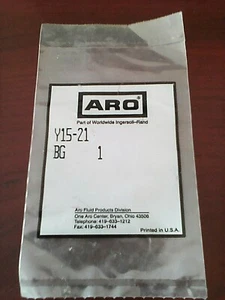 ARO®
Part of Worldwide Ingersoll-Rand
Y15-21
BG 1
Aro Fluid Products Division
One Aro Center, Bryan, Ohio 43506
Telephone: 419-633-1212
Fax: 419-633-1744
Printed in U.S.A.